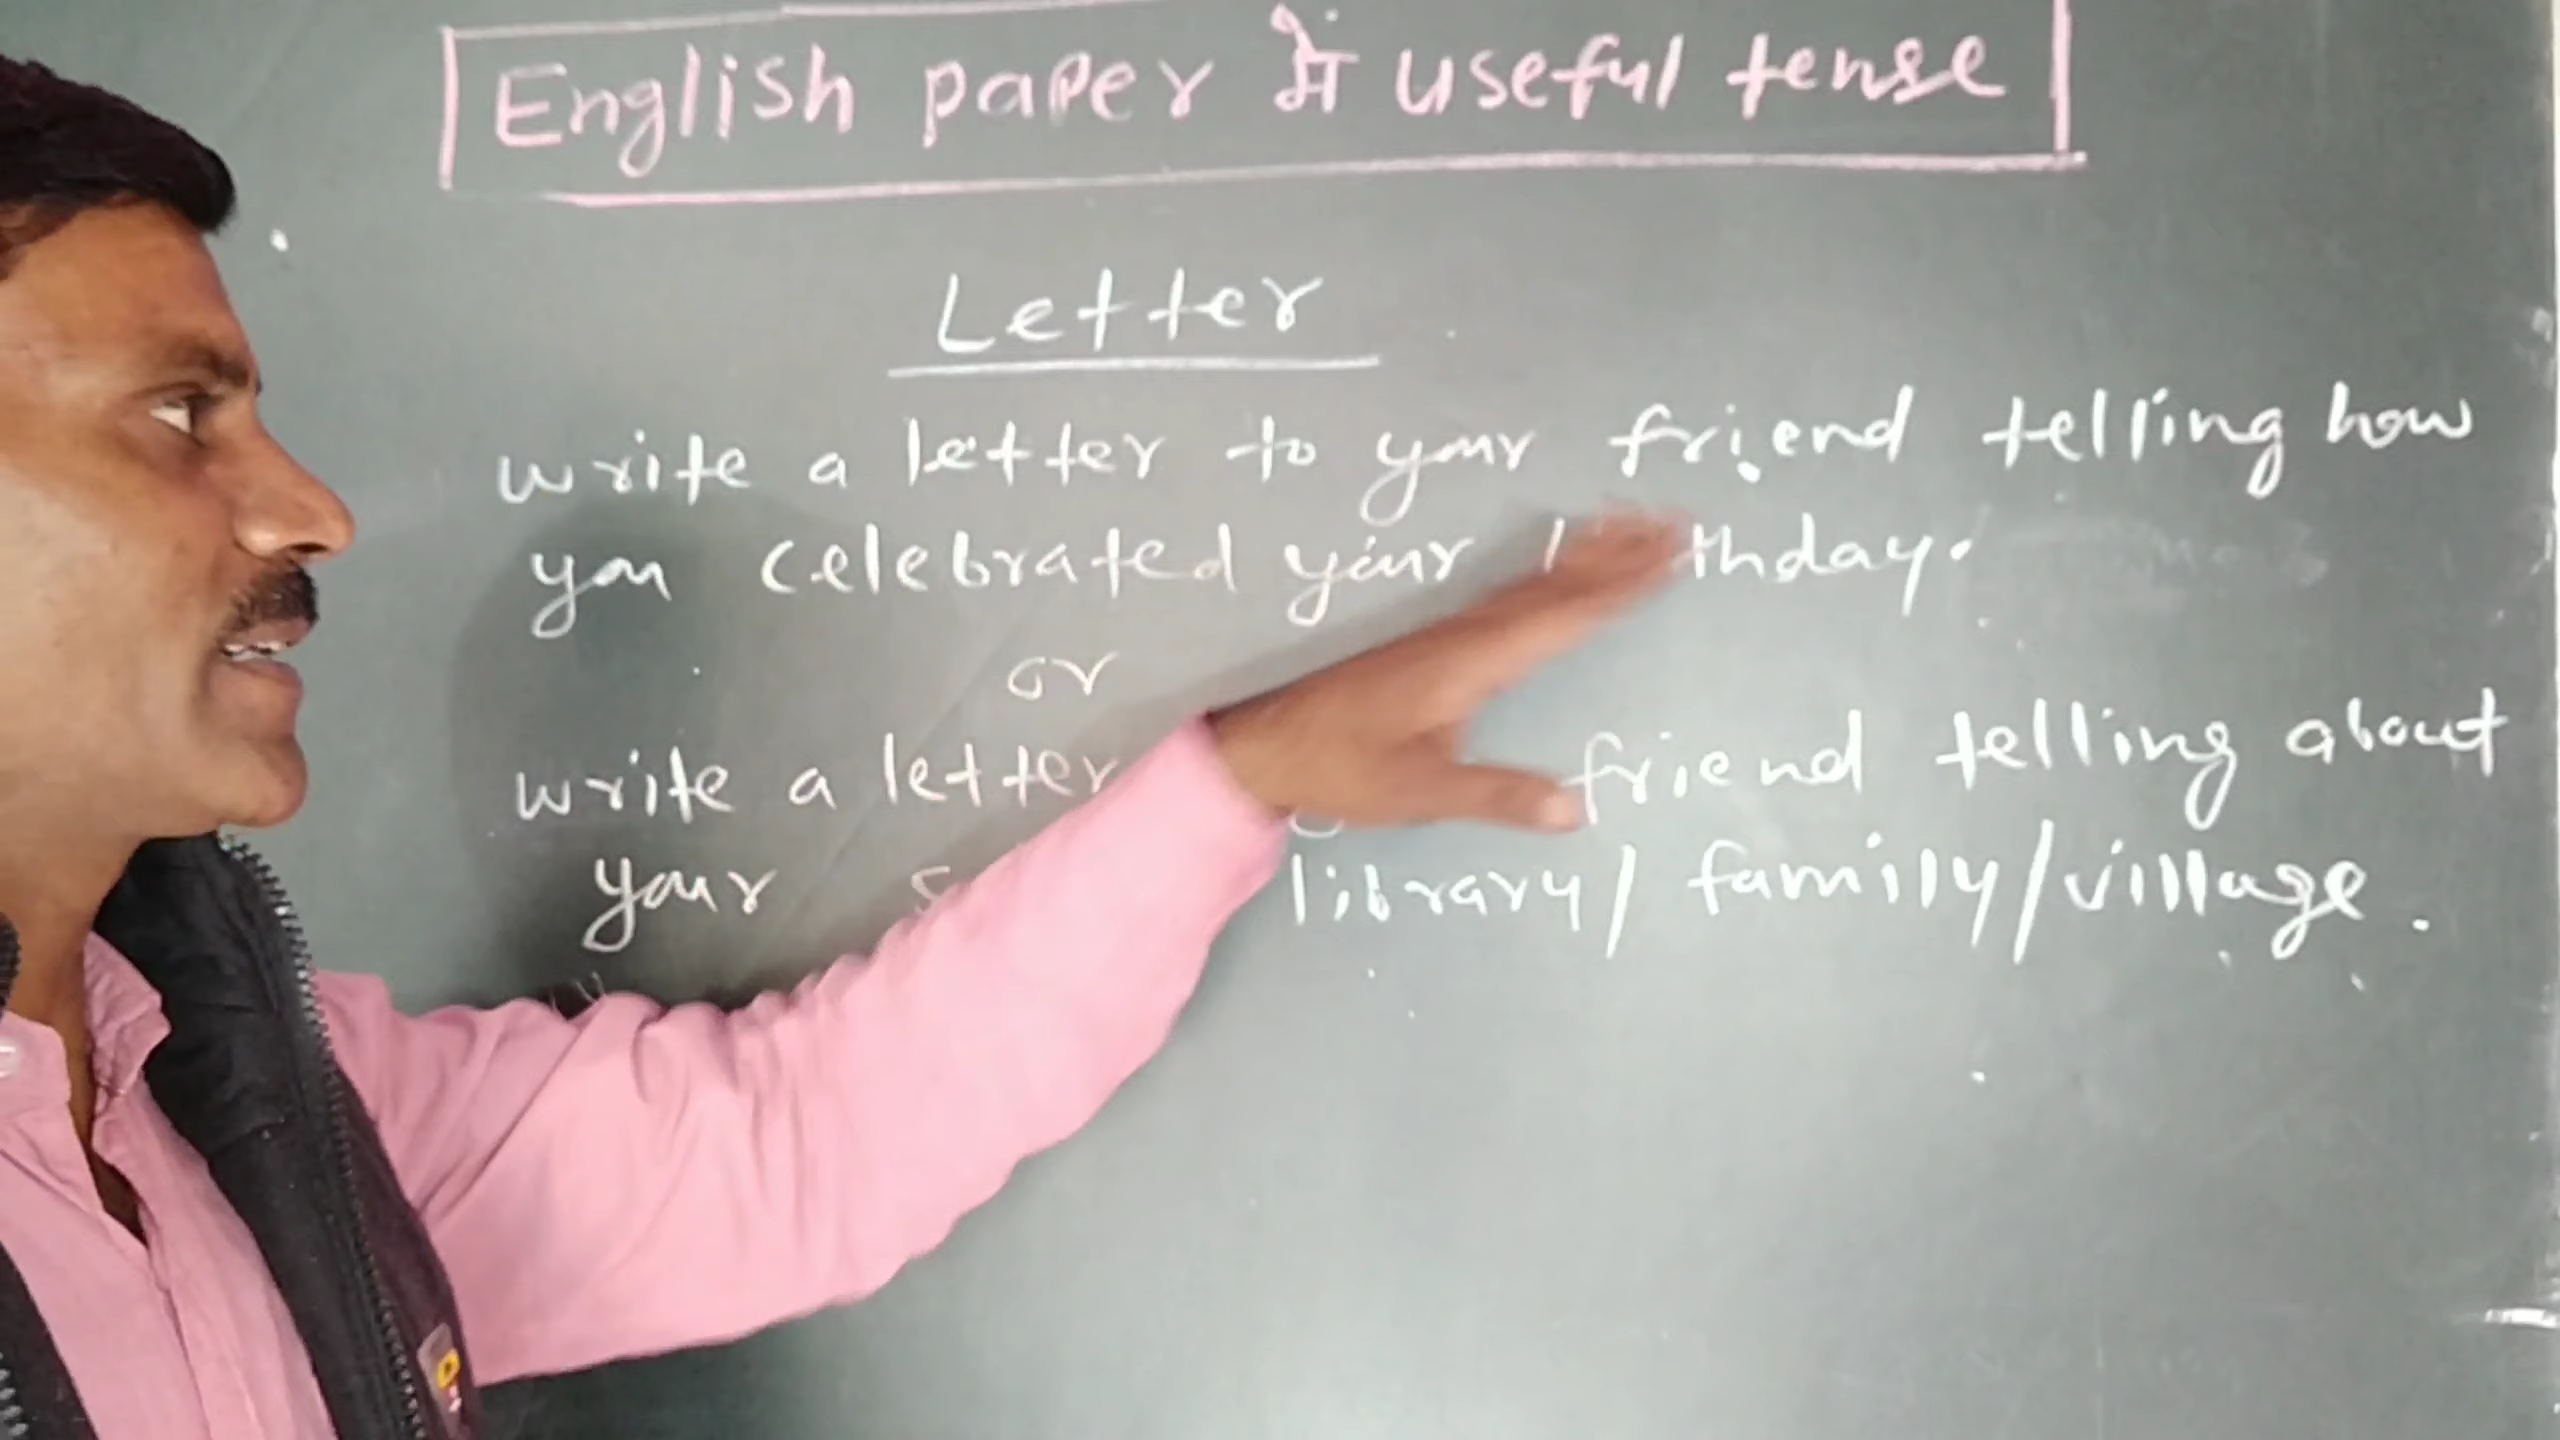 English paper में useful tense
Letter
write a letter to your friend telling how
you celebrated your birthday.
or
write a letter friend telling about
your library/ family/village.